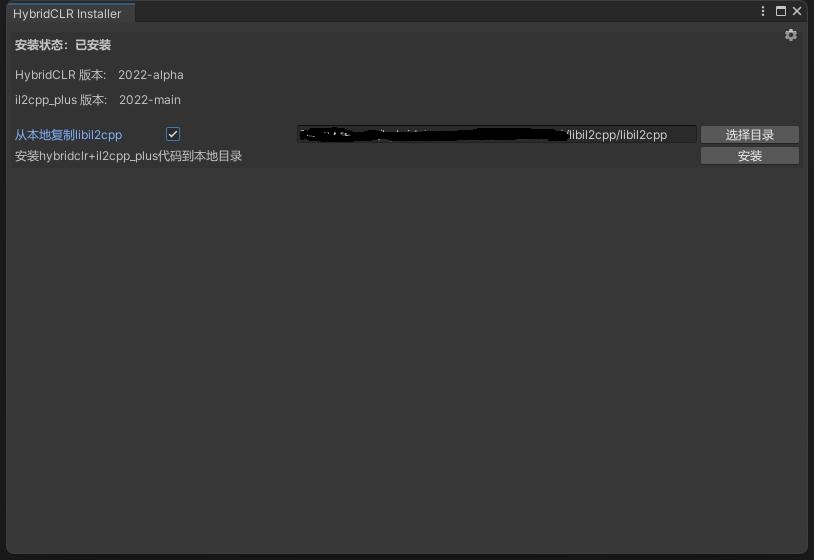 HybridCLR Installer
安装状态：已安装
HybridCLR 版本: 2022-alpha
il2cpp_plus 版本: 2022-main
从本地复制libil2cpp /libil2cpp/libil2cpp 选择目录
安装hybridclr+il2cpp_plus代码到本地目录 安装